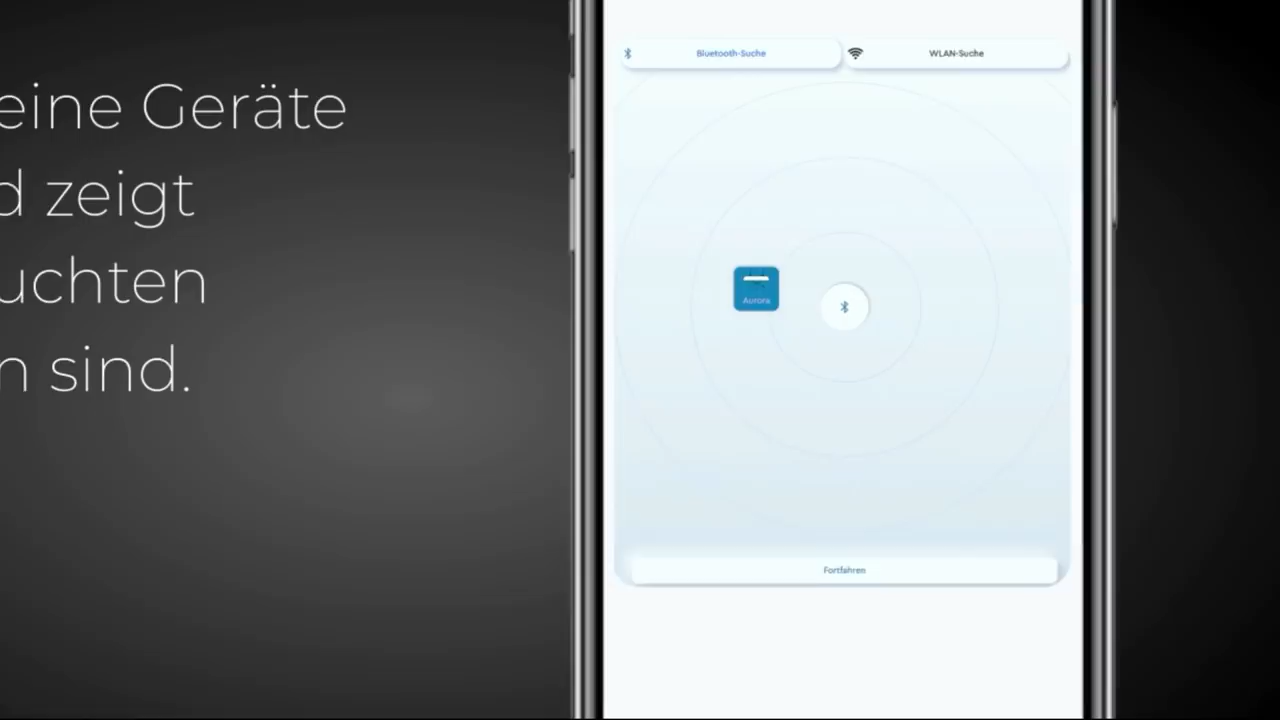 eine Geräte
d zeigt
uchten
n sind.
Bluetooth-Suche
WLAN-Suche
Aurora
Fortfahren